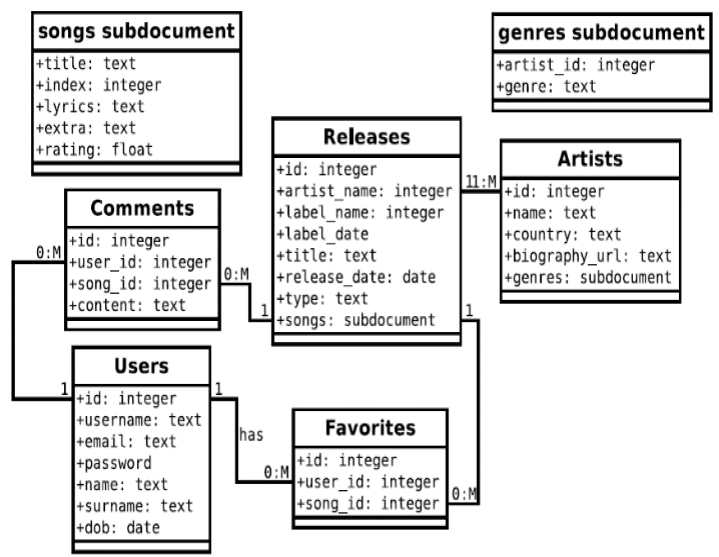 songs subdocument
+title: text
+index: integer
+lyrics: text
+extra: text
+rating: float
genres subdocument
+artist_id: integer
+genre: text
Releases
+id: integer
+artist_name: integer
+label_name: integer
+label_date
+title: text
+release_date: date
+type: text
+songs: subdocument
11:M
Artists
+id: integer
+name: text
+country: text
+biography_url: text
+genres: subdocument
Comments
+id: integer
+user_id: integer
+song_id: integer
+content: text
0:M
0:M
1
1
Users
+id: integer
+username: text
+email: text
+password
+name: text
+surname: text
+dob: date
1
1
has
0:M
Favorites
+id: integer
+user_id: integer
+song_id: integer
0:M